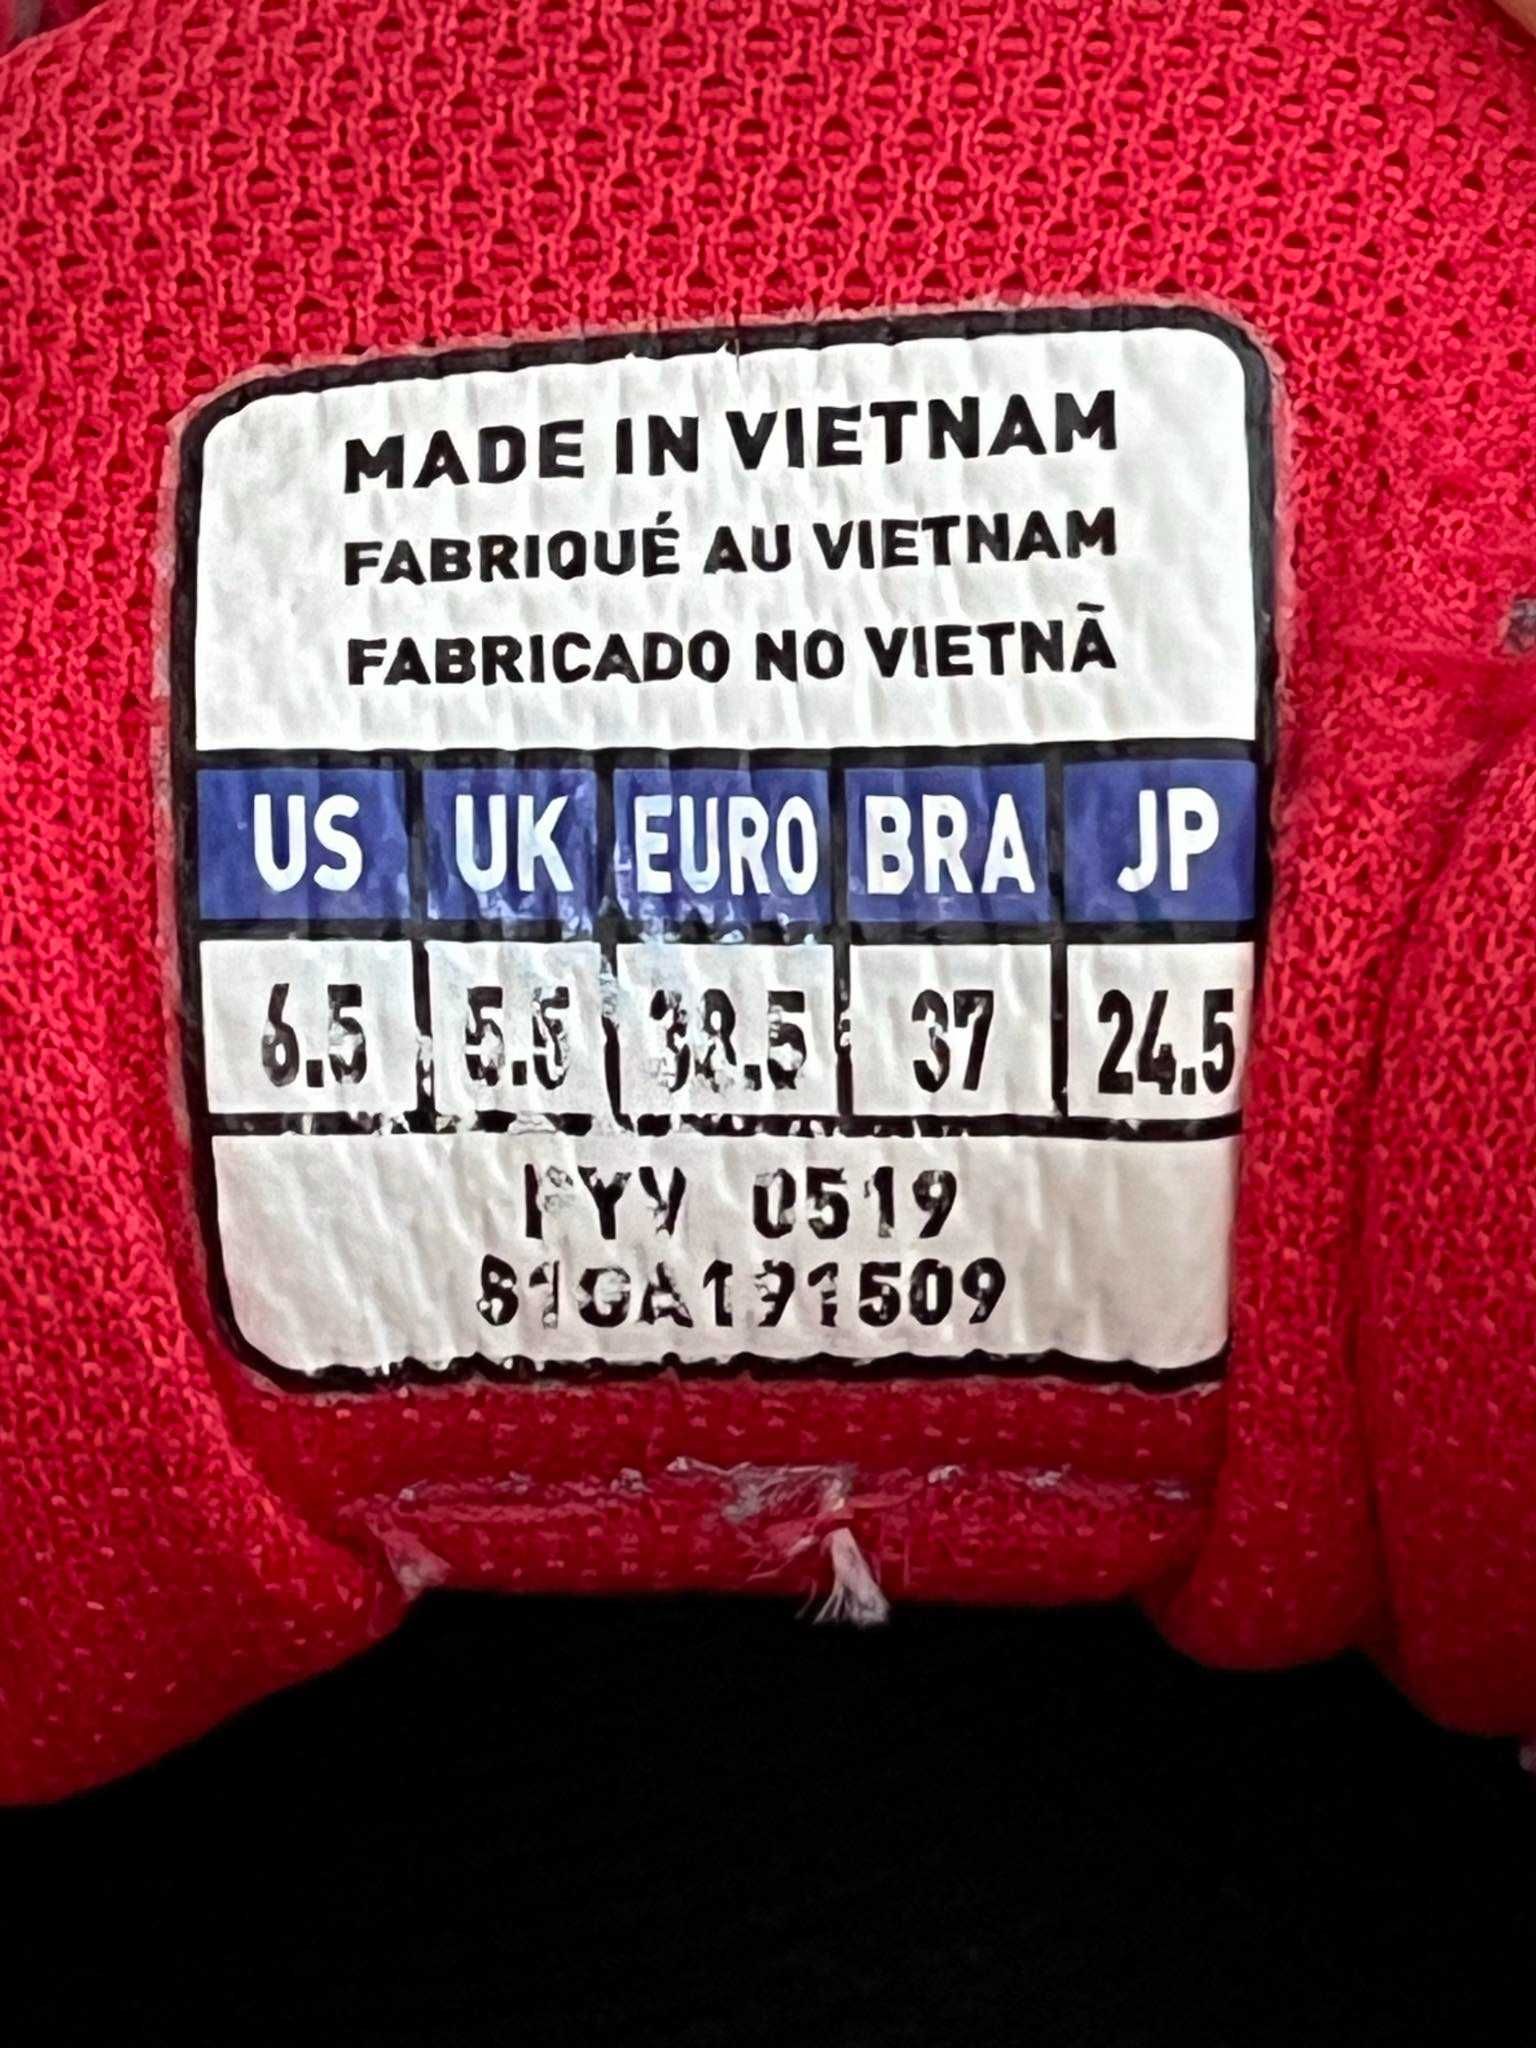 MADE IN VIETNAM
FABRIQUÉ AU VIETNAM
FABRICADO NO VIETNÃ
US UK EURO BRA JP
6.5 5.5 38.5 37 24.5
0519